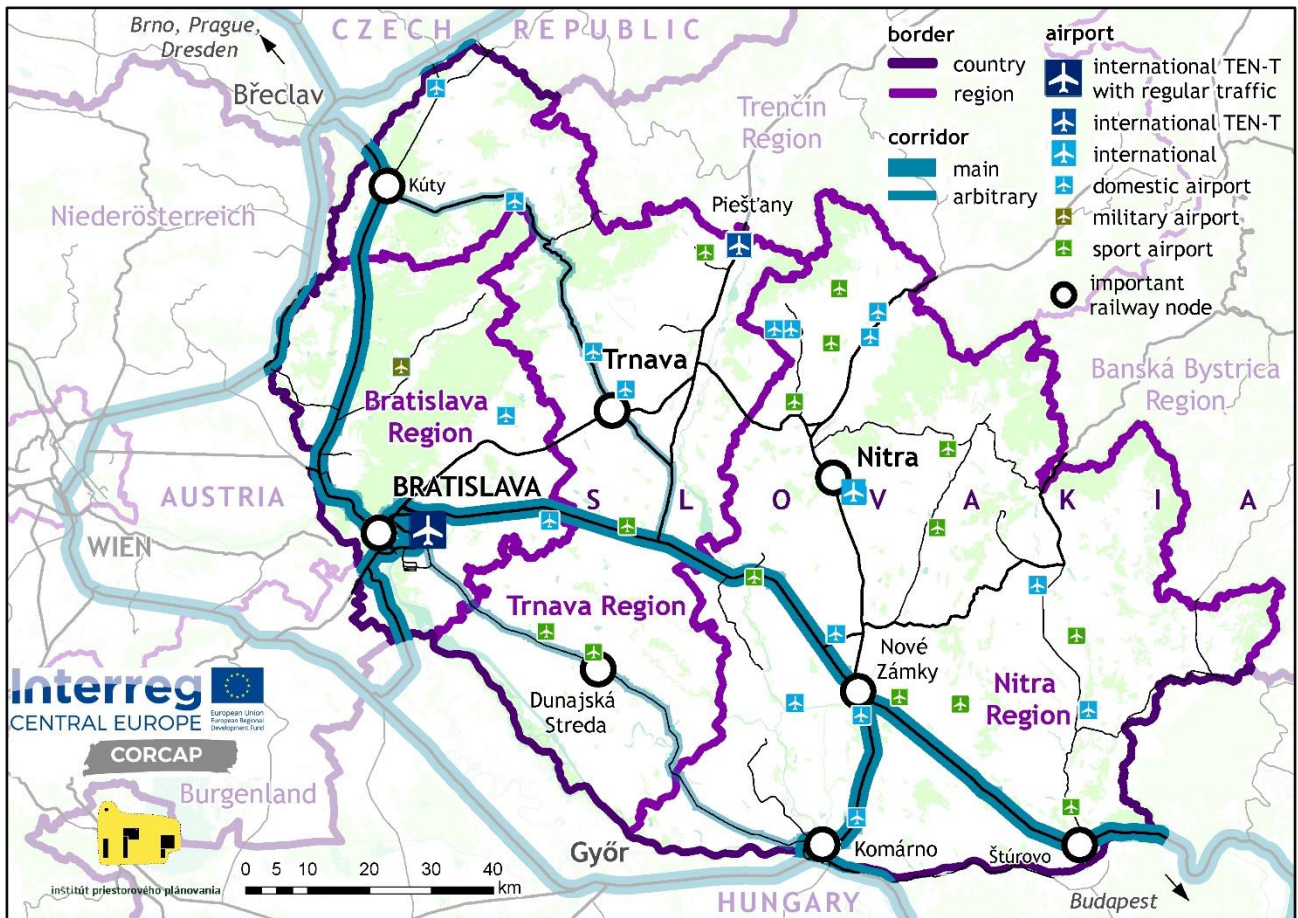 Brno, Prague,
Dresden
CZECH REPUBLIC
Břeclav
border
country
region
corridor
main
arbitrary
airport
international TEN-T
with regular traffic
international TEN-T
international
domestic airport
military airport
sport airport
important
railway node
Trenčín
Region
Kúty
Niederösterreich
Piešťany
Trnava
Bratislava
Region
Banská Bystrica
Region
Nitra
BRATISLAVA
AUSTRIA
SLOVAKIA
WIEN
Trnava Region
Nové
Zámky
Nitra
Region
Dunajská
Streda
Interreg
CENTRAL EUROPE
European Union
European Regional
Development Fund
CORCAP
Burgenland
Győr
Komárno
Štúrovo
inštitút priestorového plánovania
0 5 10 20 30 40
km
HUNGARY
Budapest